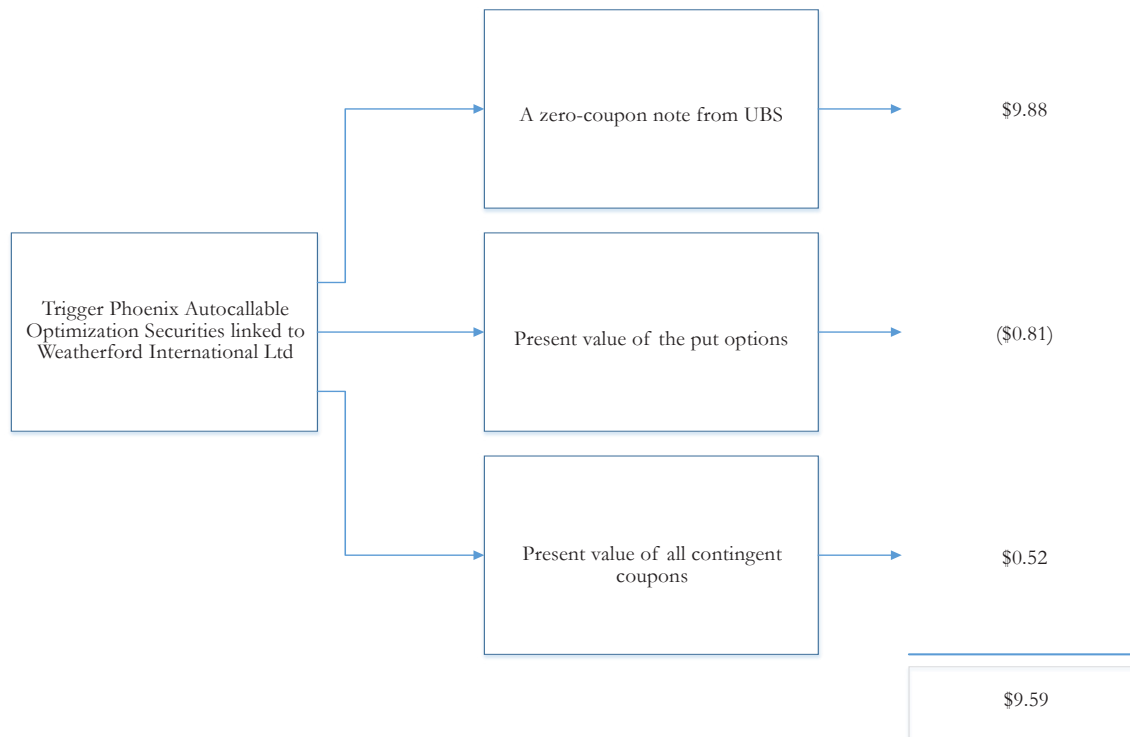 A zero-coupon note from UBS
$9.88
Trigger Phoenix Autocallable
Optimization Securities linked to
Weatherford International Ltd
Present value of the put options
($0.81)
Present value of all contingent
coupons
$0.52
$9.59